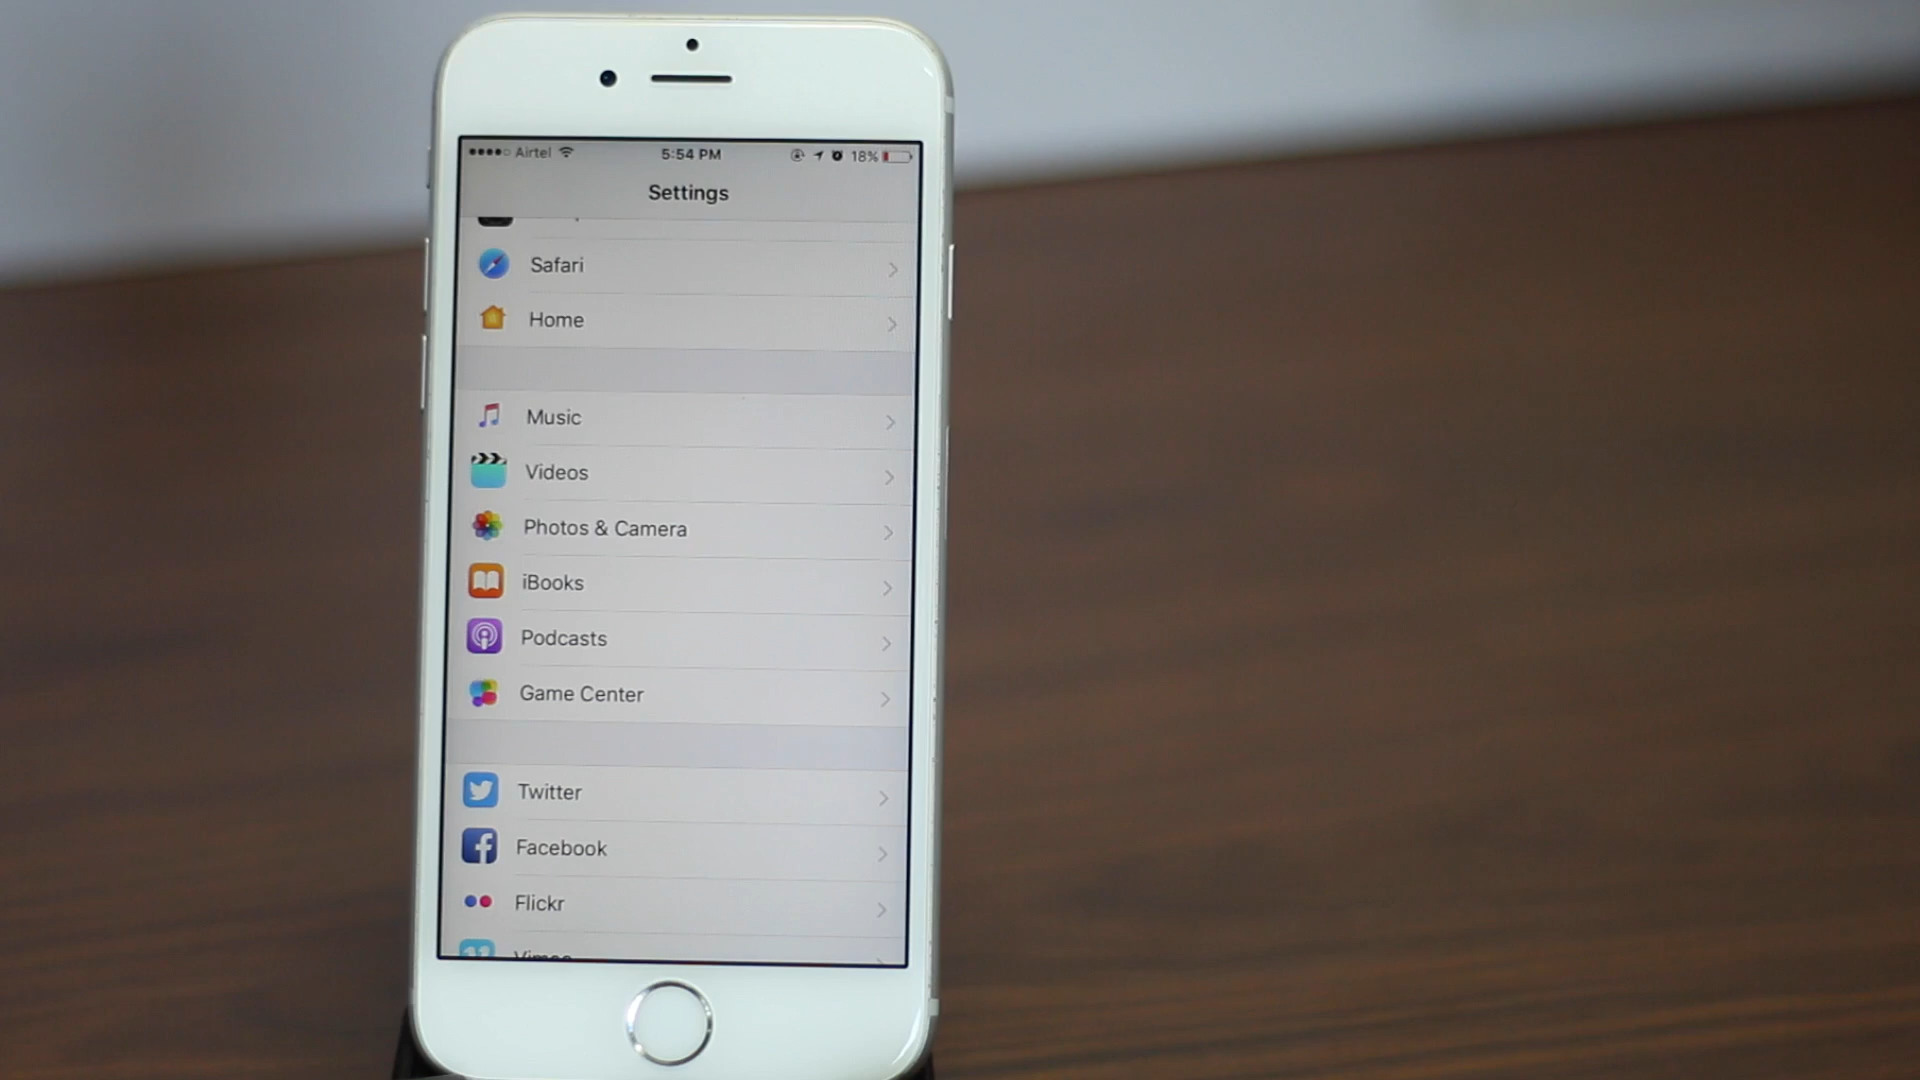 Airtel 5:54 PM 18%
Settings
Safari
Home
Music
Videos
Photos & Camera
iBooks
Podcasts
Game Center
Twitter
Facebook
Flickr
Vimeo